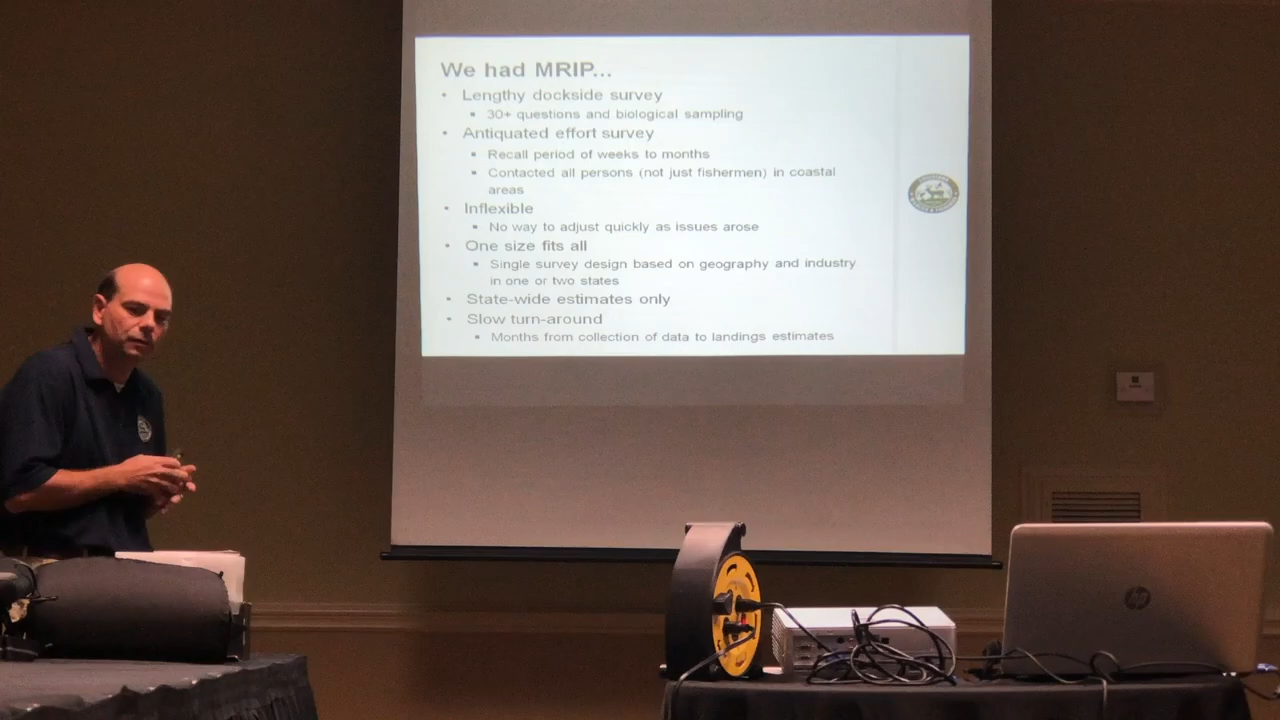 We had MRIP...
• Lengthy dockside survey
▪ 30+ questions and biological sampling
• Antiquated effort survey
▪ Recall period of weeks to months
▪ Contacted all persons (not just fishermen) in coastal
areas
• Inflexible
▪ No way to adjust quickly as issues arose
• One size fits all
▪ Single survey design based on geography and industry
in one or two states
• State-wide estimates only
• Slow turn-around
▪ Months from collection of data to landings estimates
hp